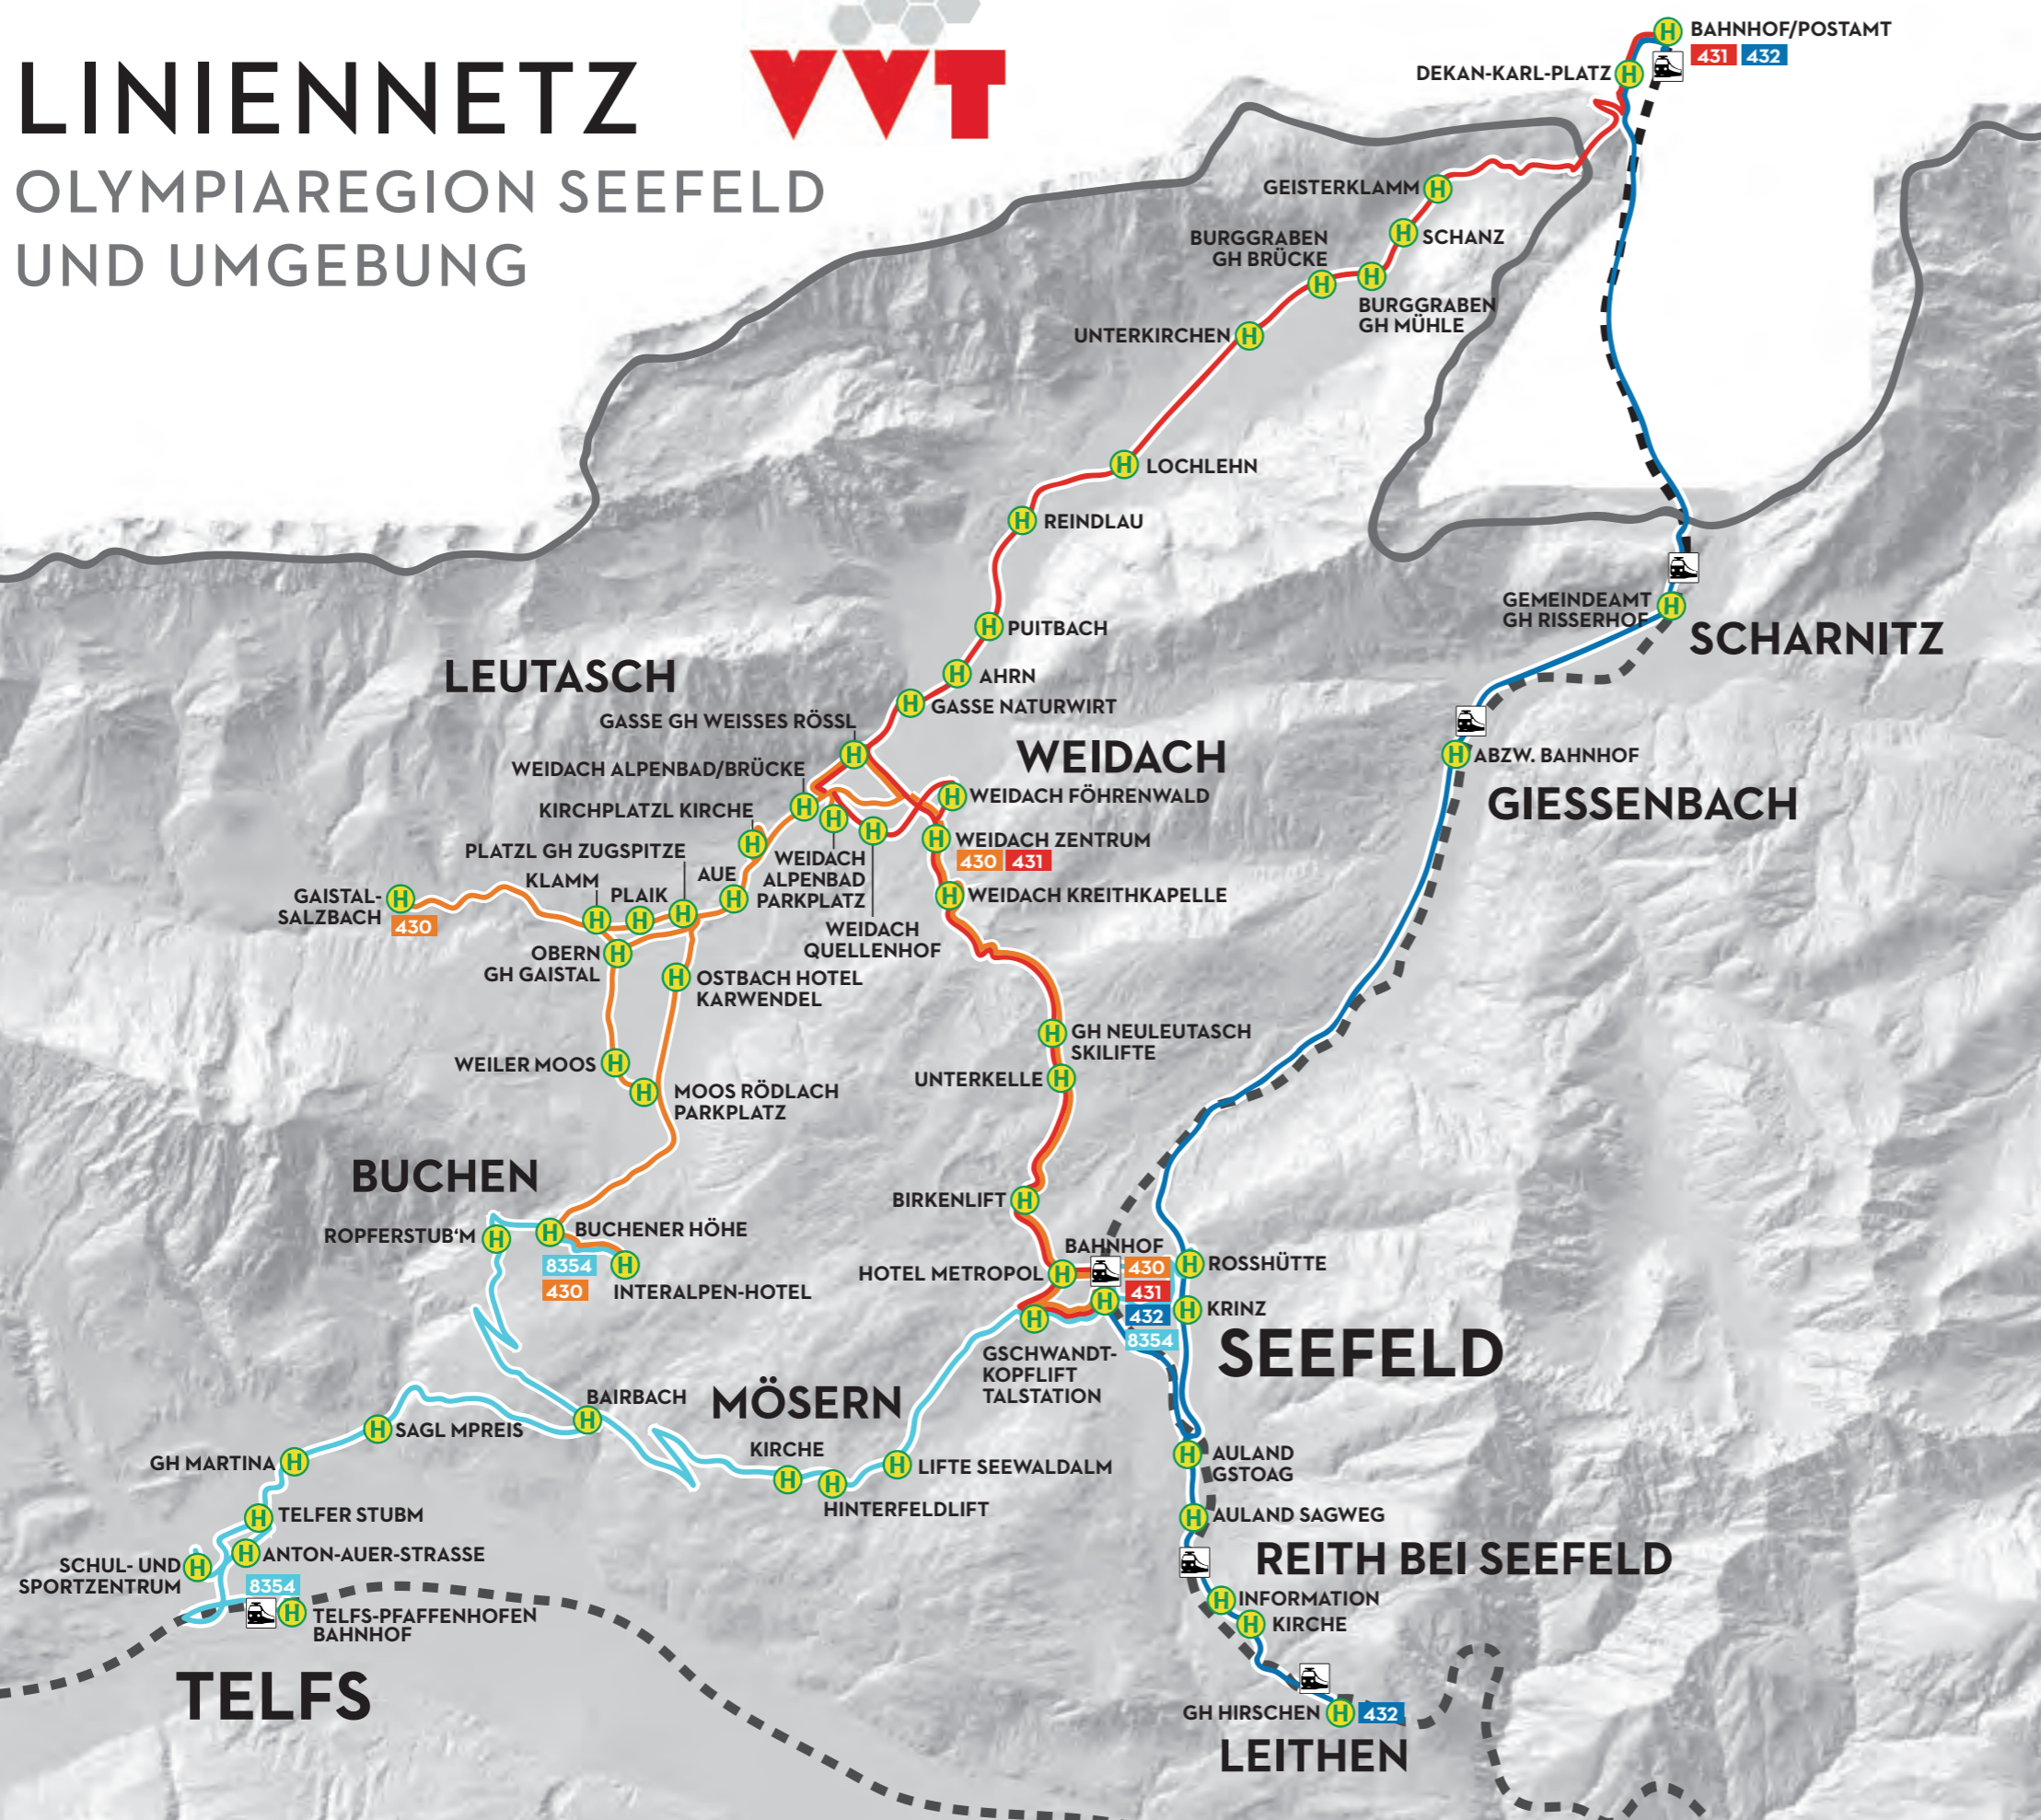 LINIENNETZ
OLYMPIAREGION SEEFELD
UND UMGEBUNG
VVT
BAHNHOF/POSTAMT
431 432
DEKAN-KARL-PLATZ
GEISTERKLAMM
SCHANZ
BURGGRABEN
GH BRÜCKE
BURGGRABEN
GH MÜHLE
UNTERKIRCHEN
LOCHLEHN
REINDLAU
GEMEINDEAMT
GH RISSERHOF
SCHARNITZ
PUITBACH
AHRN
LEUTASCH
GASSE NATURWIRT
GASSE GH WEISSES RÖSSL
WEIDACH
ABZW. BAHNHOF
GIESSENBACH
WEIDACH ALPENBAD/BRÜCKE
WEIDACH FÖHRENWALD
KIRCHPLATZL KIRCHE
WEIDACH ZENTRUM
430 431
PLATZL GH ZUGSPITZE
WEIDACH
ALPENBAD
PARKPLATZ
AUE
KLAMM
PLAIK
WEIDACH KREITHKAPELLE
GAISTAL-
SALZBACH
430
WEIDACH
QUELLENHOF
OBERN
GH GAISTAL
OSTBACH HOTEL
KARWENDEL
GH NEULEUTASCH
SKILIFTE
WEILER MOOS
UNTERKELLE
MOOS RÖDLACH
PARKPLATZ
BUCHEN
BIRKENLIFT
ROPFERSTUB'M
BUCHENER HÖHE
8354
430
INTERALPEN-HOTEL
BAHNHOF
HOTEL METROPOL
430
431
432
8354
ROSSHÜTTE
KRINZ
SEEFELD
GSCHWANDT-
KOPFLIFT
TALSTATION
BAIRBACH
MÖSERN
SAGL MPREIS
KIRCHE
LIFTE SEEWALDALM
HINTERFELDLIFT
GH MARTINA
AULAND
GSTOAG
TELFER STUBM
AULAND SAGWEG
ANTON-AUER-STRASSE
SCHUL- UND
SPORTZENTRUM
REITH BEI SEEFELD
8354
TELFS-PFAFFENHOFEN
BAHNHOF
INFORMATION
KIRCHE
TELFS
GH HIRSCHEN
432
LEITHEN